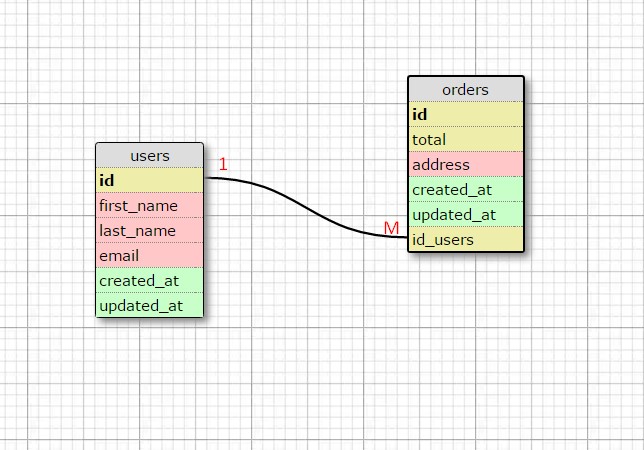 users
id
first_name
last_name
email
created_at
updated_at
1
M
orders
id
total
address
created_at
updated_at
id_users